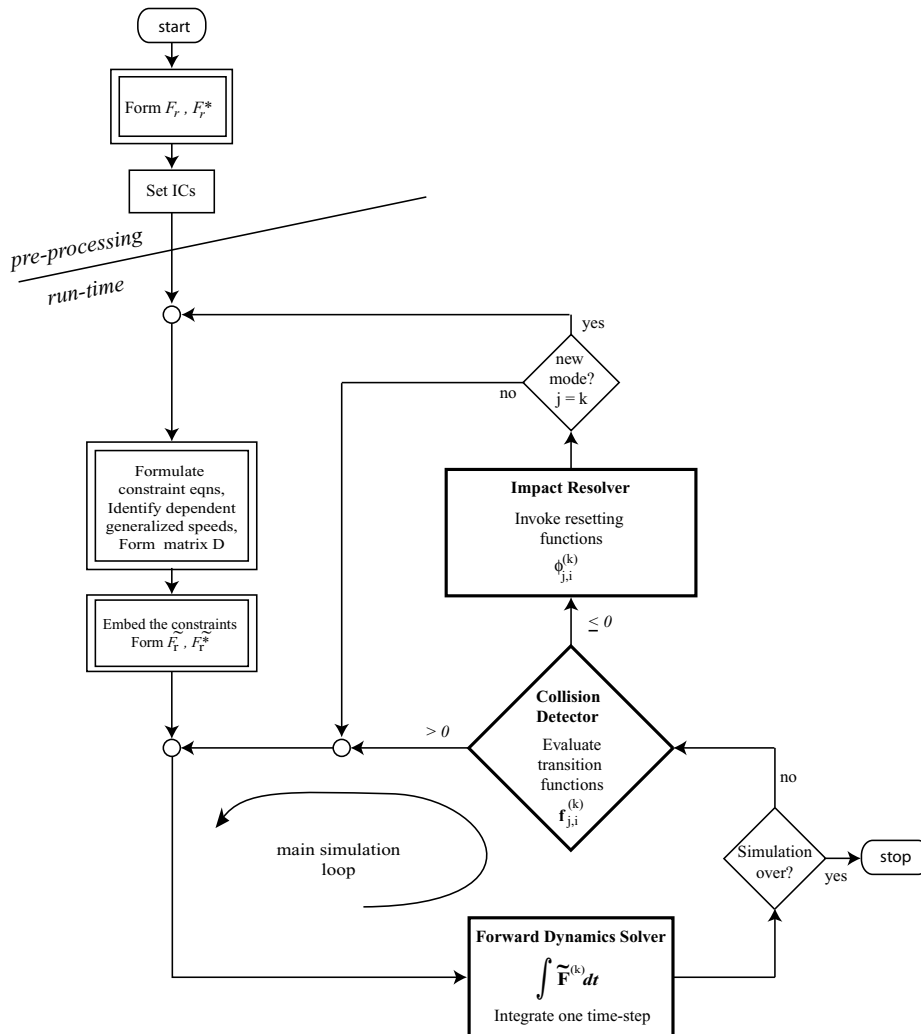 start
Form F_r , F_r^*
Set ICs
pre-processing
run-time
yes
new
mode?
j = k
no
Formulate
constraint eqns,
Identify dependent
generalized speeds,
Form matrix D
Impact Resolver
Invoke resetting
functions
ϕ_{j,i}^{(k)}
Embed the constraints
Form F̃_r , F̃_r^*
≤ 0
Collision
Detector
> 0
Evaluate
transition
functions
f_{j,i}^{(k)}
no
main simulation
loop
Simulation
over?
stop
yes
Forward Dynamics Solver
∫ F̃^{(k)} dt
Integrate one time-step